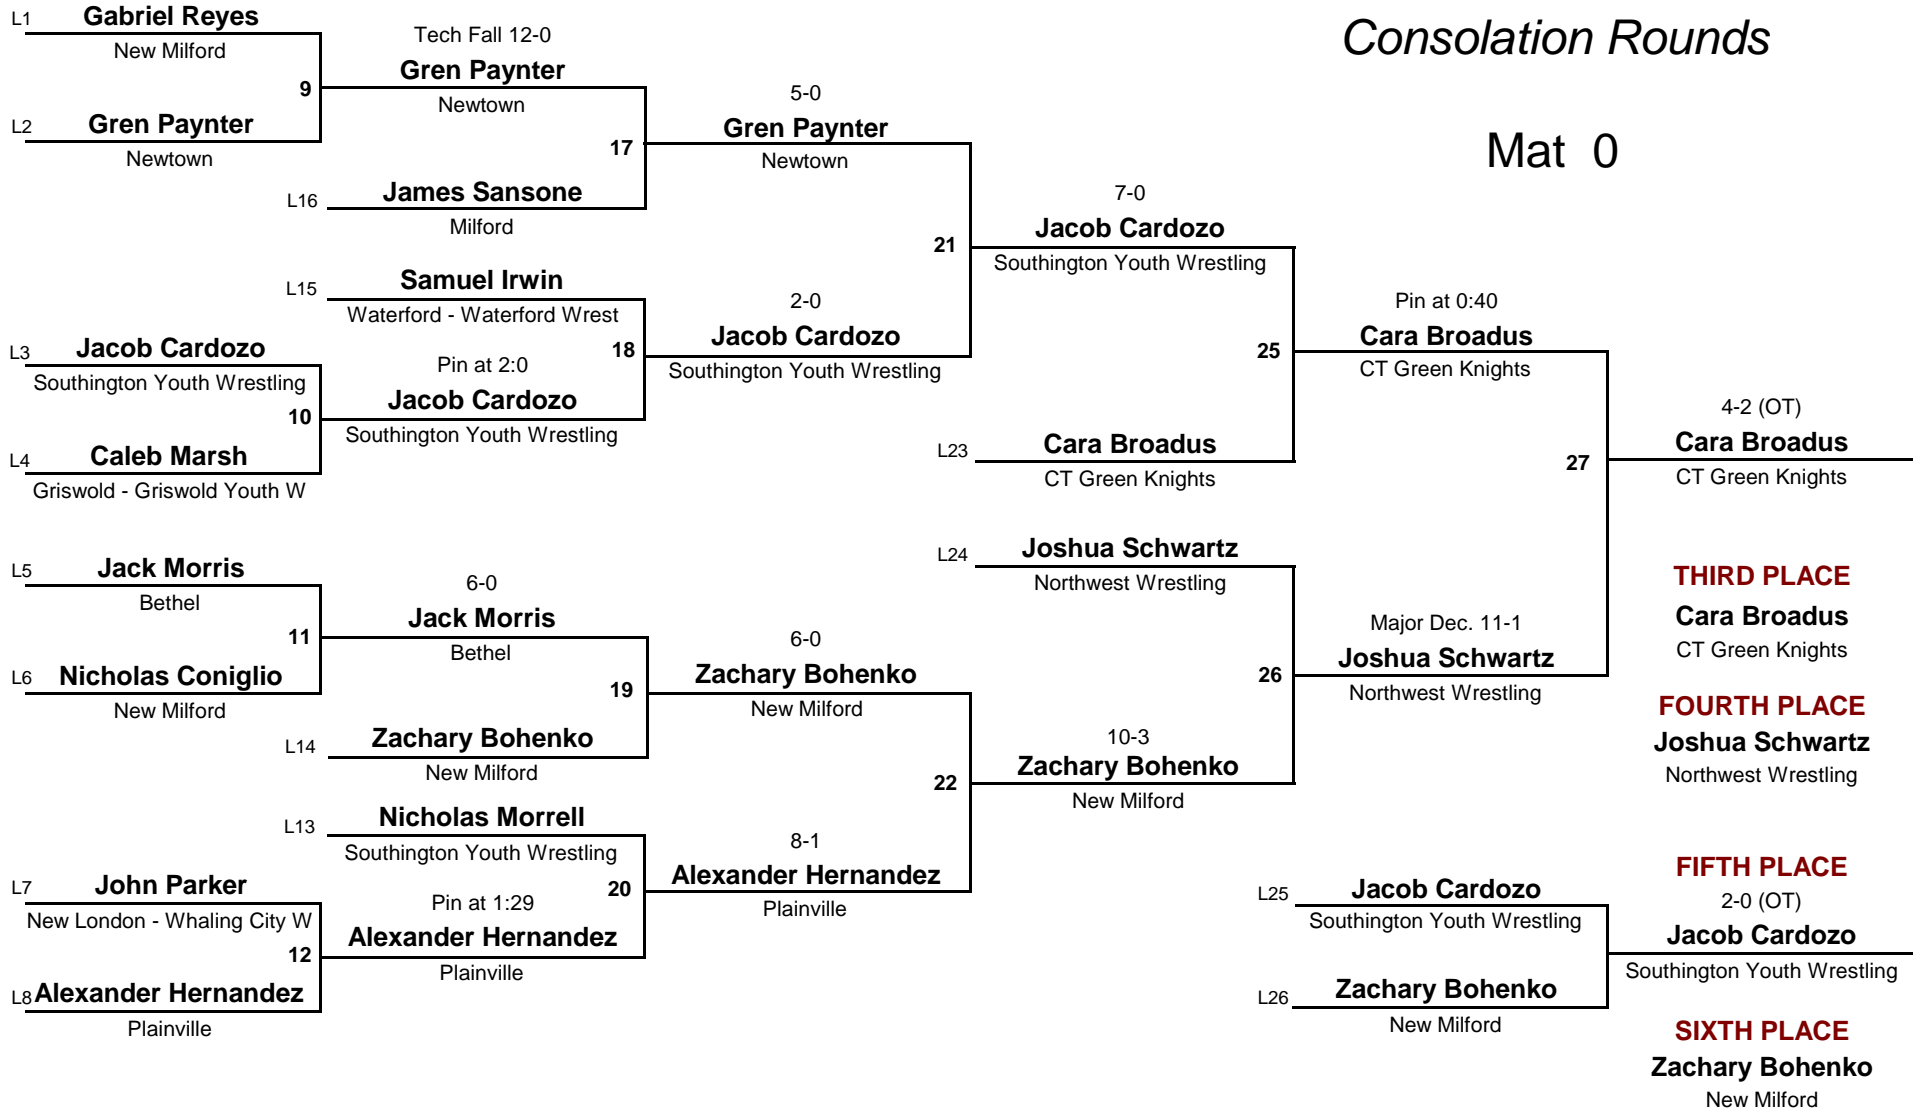 Consolation Rounds
Mat 0
L1 Gabriel Reyes
New Milford
9
L2 Gren Paynter
Newtown
Tech Fall 12-0
Gren Paynter
Newtown
17
L16 James Sansone
Milford
5-0
Gren Paynter
Newtown
L15 Samuel Irwin
Waterford - Waterford Wrest
18
L3 Jacob Cardozo
Southington Youth Wrestling
10
L4 Caleb Marsh
Griswold - Griswold Youth W
Pin at 2:0
Jacob Cardozo
Southington Youth Wrestling
2-0
Jacob Cardozo
Southington Youth Wrestling
21
7-0
Jacob Cardozo
Southington Youth Wrestling
25
L23 Cara Broadus
CT Green Knights
Pin at 0:40
Cara Broadus
CT Green Knights
27
4-2 (OT)
Cara Broadus
CT Green Knights
L5 Jack Morris
Bethel
11
L6 Nicholas Coniglio
New Milford
6-0
Jack Morris
Bethel
19
L14 Zachary Bohenko
New Milford
6-0
Zachary Bohenko
New Milford
L13 Nicholas Morrell
Southington Youth Wrestling
20
L7 John Parker
New London - Whaling City W
12
L8 Alexander Hernandez
Plainville
Pin at 1:29
Alexander Hernandez
Plainville
8-1
Alexander Hernandez
Plainville
22
L24 Joshua Schwartz
Northwest Wrestling
26
10-3
Zachary Bohenko
New Milford
Major Dec. 11-1
Joshua Schwartz
Northwest Wrestling
THIRD PLACE
Cara Broadus
CT Green Knights
FOURTH PLACE
Joshua Schwartz
Northwest Wrestling
L25 Jacob Cardozo
Southington Youth Wrestling
L26 Zachary Bohenko
New Milford
FIFTH PLACE
2-0 (OT)
Jacob Cardozo
Southington Youth Wrestling
SIXTH PLACE
Zachary Bohenko
New Milford